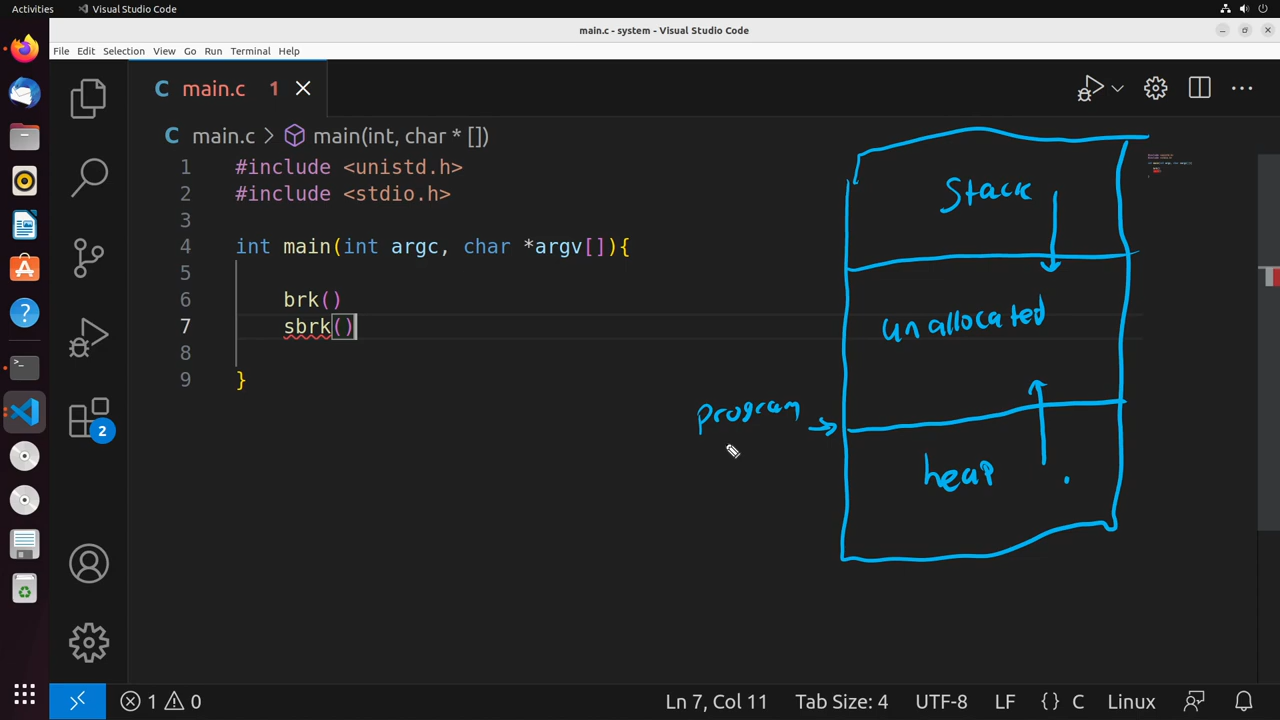 Activities Visual Studio Code
main.c - system - Visual Studio Code
File Edit Selection View Go Run Terminal Help
C main.c 1
C main.c > main(int, char * [])
1 #include <unistd.h>
2 #include <stdio.h>
3
4 int main(int argc, char *argv[]){
5
6 brk()
7 sbrk()
8
9 }
Stack
unallocated
program
heap
2
1 0
Ln 7, Col 11 Tab Size: 4 UTF-8 LF {} C Linux